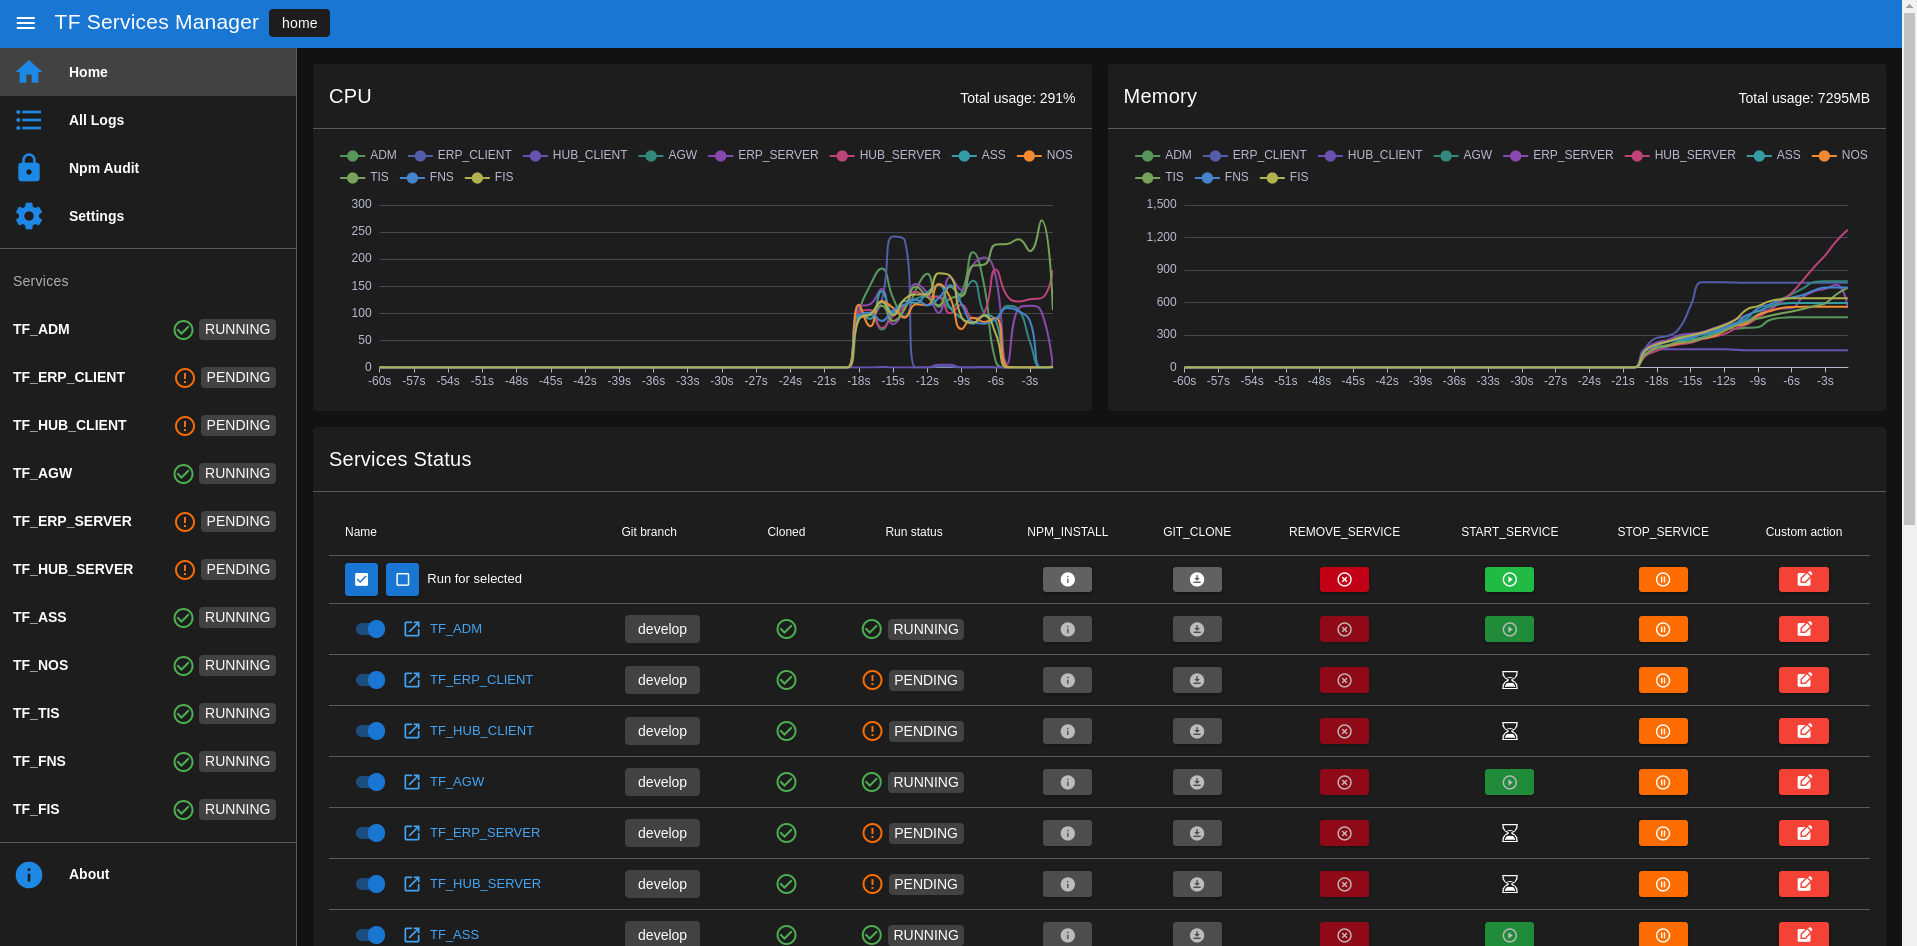 TF Services Manager home
Home
All Logs
Npm Audit
Settings
Services
TF_ADM RUNNING
TF_ERP_CLIENT PENDING
TF_HUB_CLIENT PENDING
TF_AGW RUNNING
TF_ERP_SERVER PENDING
TF_HUB_SERVER PENDING
TF_ASS RUNNING
TF_NOS RUNNING
TF_TIS RUNNING
TF_FNS RUNNING
TF_FIS RUNNING
About
CPU Total usage: 291%
ADM ERP_CLIENT HUB_CLIENT AGW ERP_SERVER HUB_SERVER ASS NOS
TIS FNS FIS
300
250
200
150
100
50
0
-60s -57s -54s -51s -48s -45s -42s -39s -36s -33s -30s -27s -24s -21s -18s -15s -12s -9s -6s -3s
Memory Total usage: 7295MB
ADM ERP_CLIENT HUB_CLIENT AGW ERP_SERVER HUB_SERVER ASS NOS
TIS FNS FIS
1,500
1,200
900
600
300
0
-60s -57s -54s -51s -48s -45s -42s -39s -36s -33s -30s -27s -24s -21s -18s -15s -12s -9s -6s -3s
Services Status
Name Git branch Cloned Run status NPM_INSTALL GIT_CLONE REMOVE_SERVICE START_SERVICE STOP_SERVICE Custom action
Run for selected
TF_ADM develop RUNNING
TF_ERP_CLIENT develop PENDING
TF_HUB_CLIENT develop PENDING
TF_AGW develop RUNNING
TF_ERP_SERVER develop PENDING
TF_HUB_SERVER develop PENDING
TF_ASS develop RUNNING